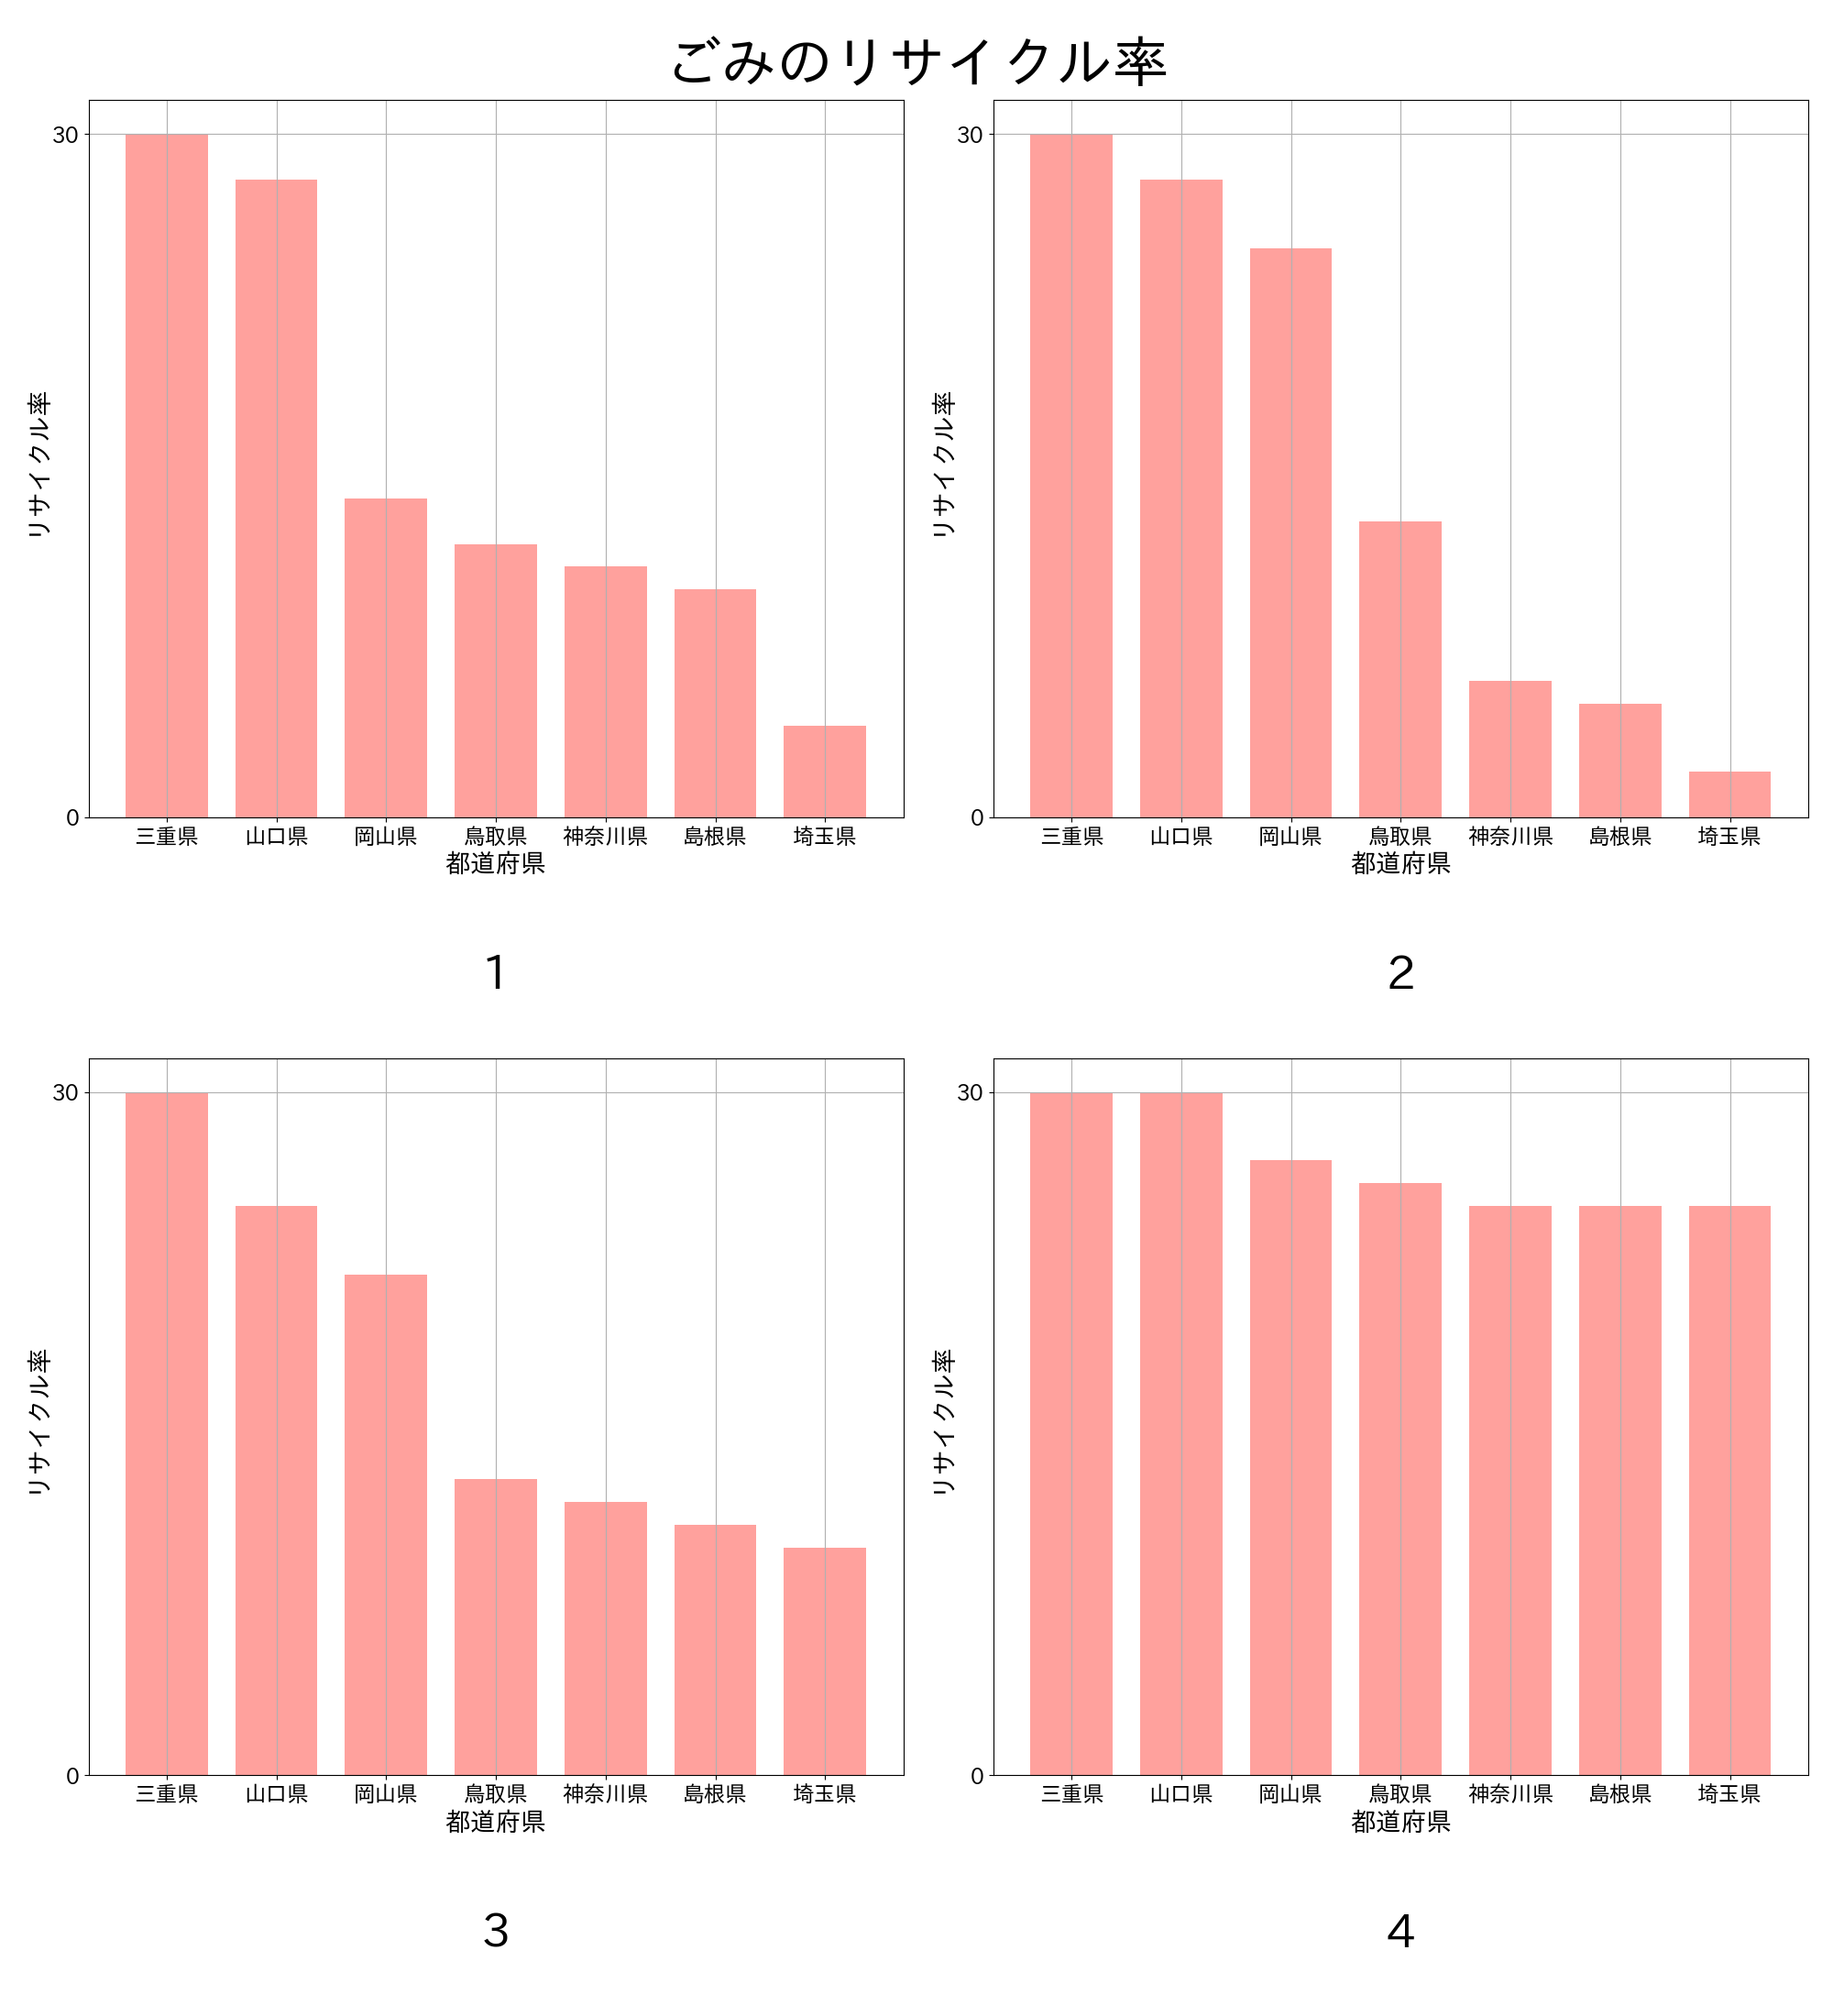 ごみのリサイクル率
30
0
リサイクル率
三重県 山口県 岡山県 鳥取県 神奈川県 島根県 埼玉県
都道府県
1
30
0
リサイクル率
三重県 山口県 岡山県 鳥取県 神奈川県 島根県 埼玉県
都道府県
2
30
0
リサイクル率
三重県 山口県 岡山県 鳥取県 神奈川県 島根県 埼玉県
都道府県
3
30
0
リサイクル率
三重県 山口県 岡山県 鳥取県 神奈川県 島根県 埼玉県
都道府県
4